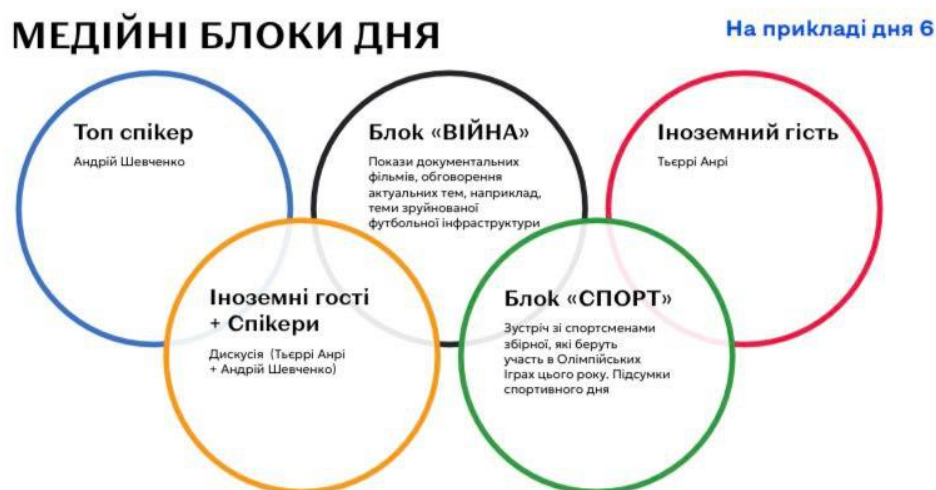 МЕДІЙНІ БЛОКИ ДНЯ
На прикладі дня 6
Топ спікер
Андрій Шевченко
Блок «ВІЙНА»
Покази документальних
фільмів, обговорення
актуальних тем, наприклад,
теми зруйнованої
футбольної інфраструктури
Іноземний гість
Тьєррі Анрі
Іноземні гості
+ Спікери
Дискусія (Тьєррі Анрі
+ Андрій Шевченко)
Блок «СПОРТ»
Зустріч зі спортсменами
збірної, які беруть
участь в Олімпійських
Іграх цього року. Підсумки
спортивного дня